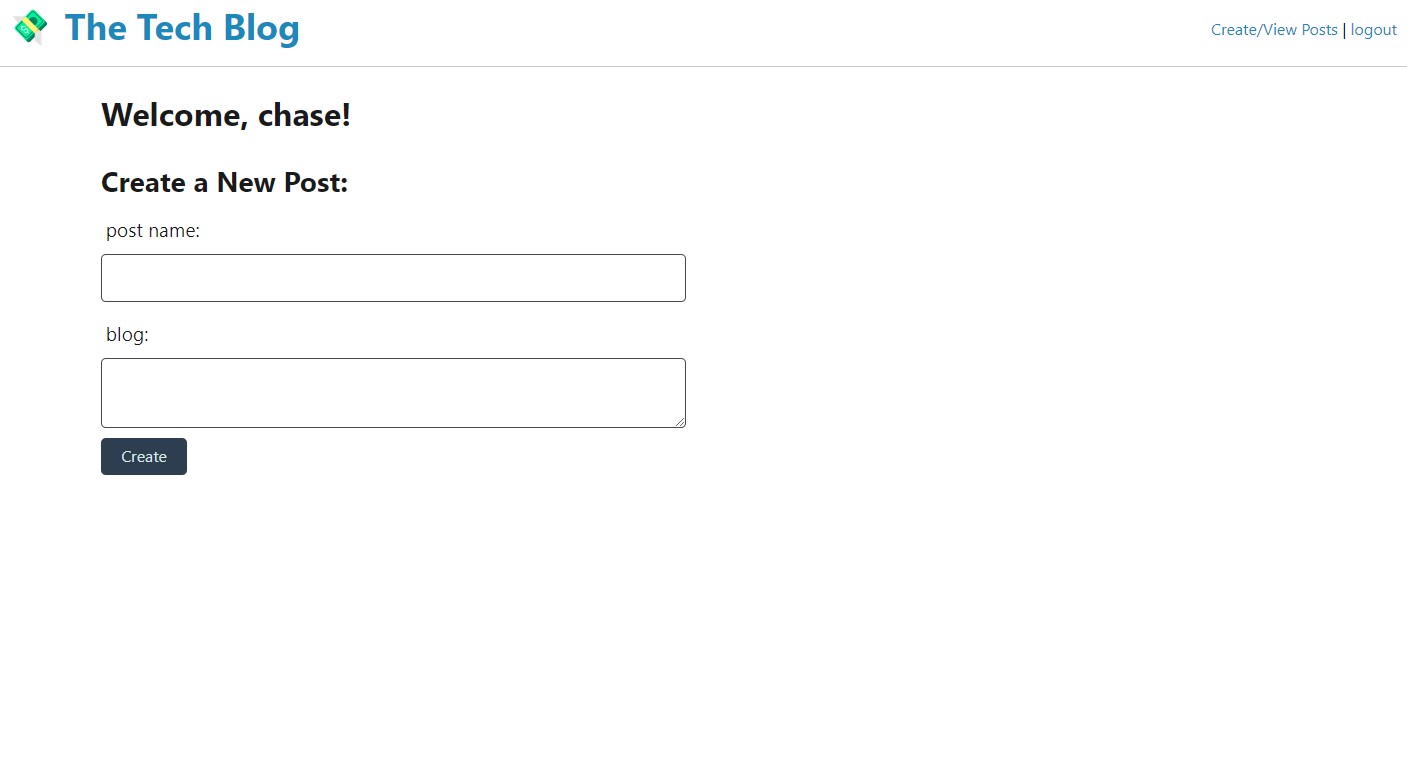 The Tech Blog
Create/View Posts | logout
Welcome, chase!
Create a New Post:
post name:
blog:
Create